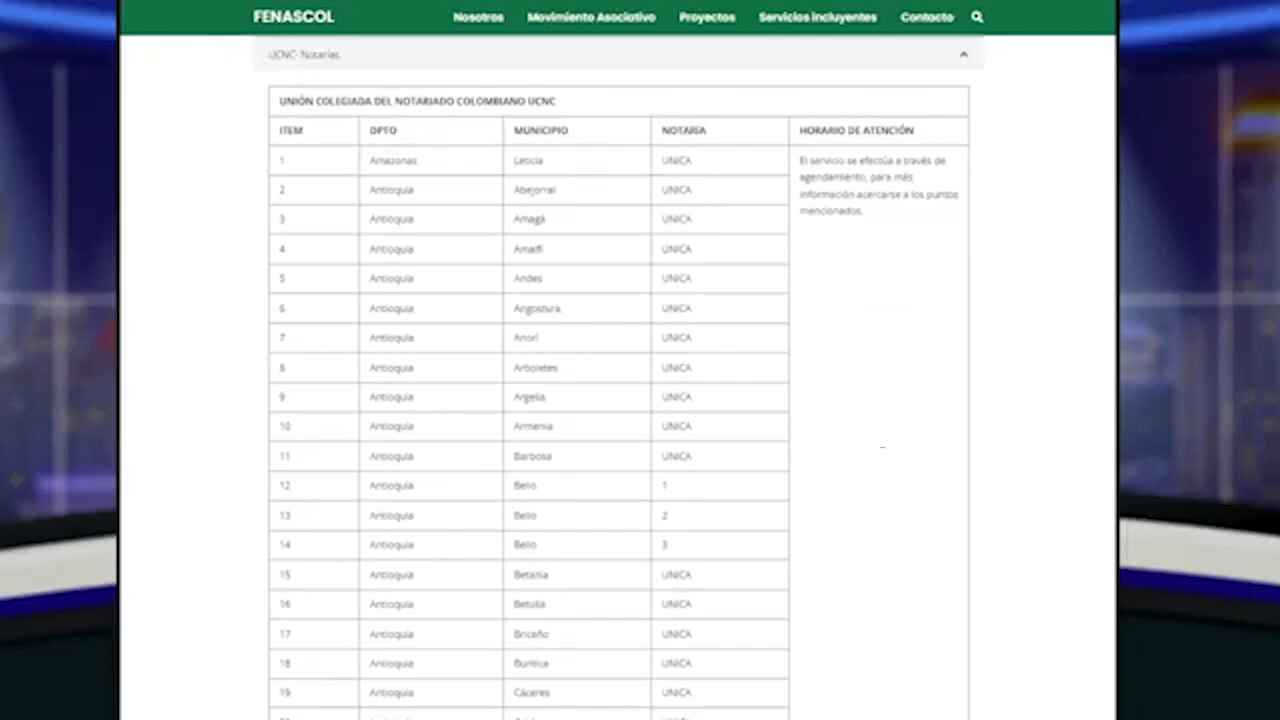 FENASCOL Nosotros Movimiento Asociativo Proyectos Servicios incluyentes Contacto
UCNC- Notarías
UNIÓN COLEGIADA DEL NOTARIADO COLOMBIANO UCNC
ITEM DPTO MUNICIPIO NOTARÍA HORARIO DE ATENCIÓN
1 Amazonas Leticia UNICA El servicio se efectúa a través de
agendamiento, para más
información acercarse a los puntos
mencionados.
2 Antioquia Abejorral UNICA
3 Antioquia Amagá UNICA
4 Antioquia Amalfi UNICA
5 Antioquia Andes UNICA
6 Antioquia Angostura UNICA
7 Antioquia Anorí UNICA
8 Antioquia Arboletes UNICA
9 Antioquia Argelia UNICA
10 Antioquia Armenia UNICA
11 Antioquia Barbosa UNICA
12 Antioquia Bello 1
13 Antioquia Bello 2
14 Antioquia Bello 3
15 Antioquia Betania UNICA
16 Antioquia Betulia UNICA
17 Antioquia Briceño UNICA
18 Antioquia Buritica UNICA
19 Antioquia Cáceres UNICA